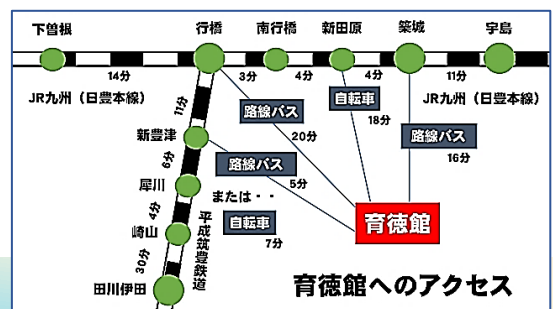 下曽根
行橋
南行橋
新田原
築城
宇島
14分
3分
4分
4分
11分
JR九州（日豊本線）
JR九州（日豊本線）
11分
路線バス
20分
自転車
18分
路線バス
16分
新豊津
6分
路線バス
5分
または・・
自転車
7分
犀川
4分
崎山
30分
田川伊田
平成筑豊鉄道
育徳館
育徳館へのアクセス